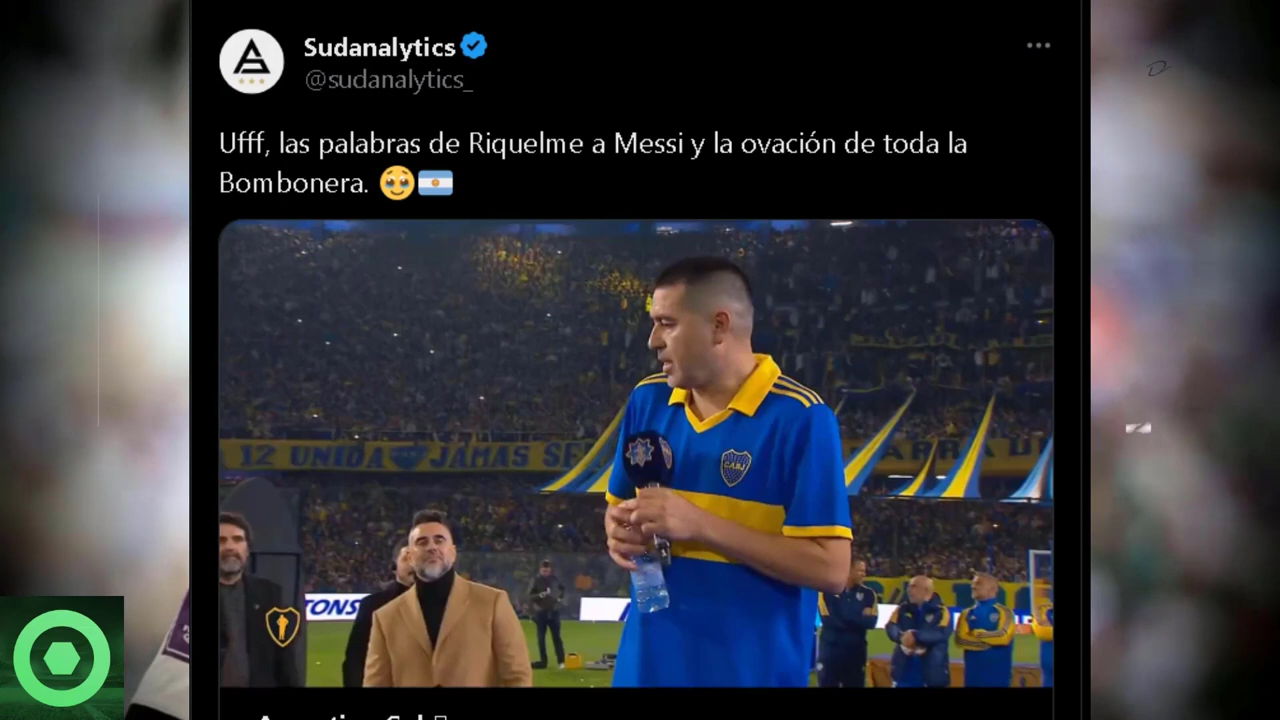 Sudanalytics
@sudanalytics_
Ufff, las palabras de Riquelme a Messi y la ovación de toda la
Bombonera. 🥹🇦🇷
12 UNIDA JAMAS SE
CABJ
TONS